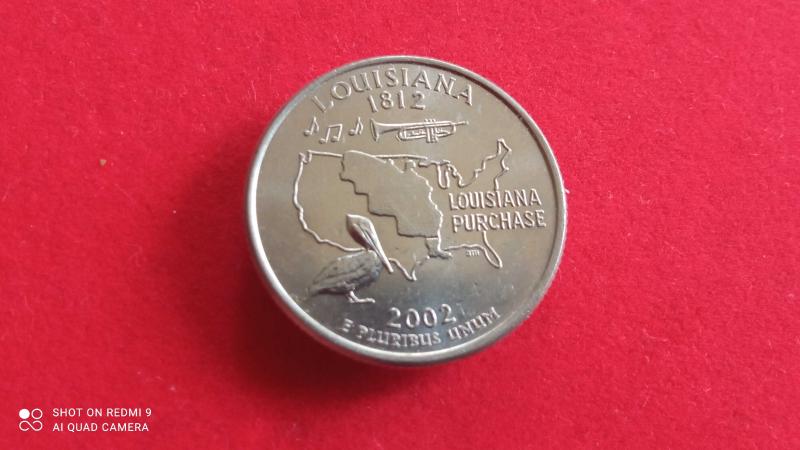 LOUISIANA
1812
LOUISIANA
PURCHASE
2002
E PLURIBUS UNUM
SHOT ON REDMI 9
AI QUAD CAMERA